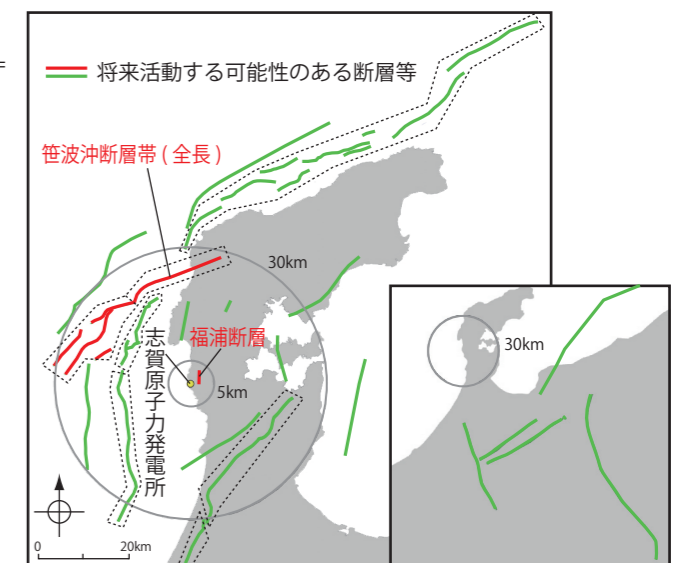 将来活動する可能性のある断層等
笹波沖断層帯 ( 全長 )
30km
志賀原子力発電所
福浦断層
5km
30km
0
20km